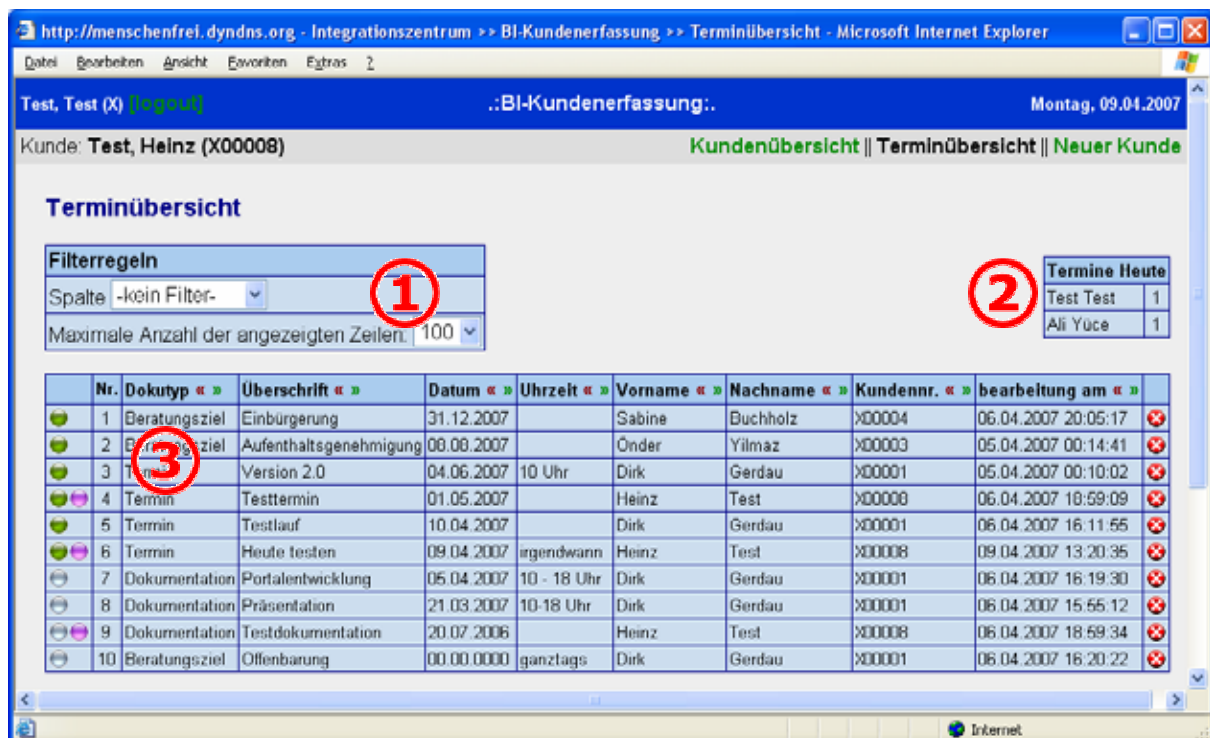 http://menschenfrei.dyndns.org - Integrationszentrum >> BI-Kundenerfassung >> Terminübersicht - Microsoft Internet Explorer
Datei Bearbeiten Ansicht Favoriten Extras ?
Test, Test (X) [logout] .:BI-Kundenerfassung:. Montag, 09.04.2007
Kunde: Test, Heinz (X00008) Kundenübersicht || Terminübersicht || Neuer Kunde
Terminübersicht
Filterregeln
Spalte -kein Filter-
Maximale Anzahl der angezeigten Zeilen: 100
1
2
Termine Heute
Test Test 1
Ali Yüce 1
Nr. Dokutyp « » Überschrift « » Datum « » Uhrzeit « » Vorname « » Nachname « » Kundennr. « » bearbeitung am « »
1 Beratungsziel Einbürgerung 31.12.2007 Sabine Buchholz X00004 06.04.2007 20:05:17
2 Beratungsziel Aufenthaltsgenehmigung 08.08.2007 Önder Yilmaz X00003 05.04.2007 00:14:41
3
3 Termin Version 2.0 04.06.2007 10 Uhr Dirk Gerdau X00001 05.04.2007 00:10:02
4 Termin Testtermin 01.05.2007 Heinz Test X00008 06.04.2007 18:59:09
5 Termin Testlauf 10.04.2007 Dirk Gerdau X00001 06.04.2007 16:11:55
6 Termin Heute testen 09.04.2007 irgendwann Heinz Test X00008 09.04.2007 13:20:35
7 Dokumentation Portalentwicklung 05.04.2007 10 - 18 Uhr Dirk Gerdau X00001 06.04.2007 16:19:30
8 Dokumentation Präsentation 21.03.2007 10-18 Uhr Dirk Gerdau X00001 06.04.2007 15:55:12
9 Dokumentation Testdokumentation 20.07.2006 Heinz Test X00008 06.04.2007 18:59:34
10 Beratungsziel Offenbarung 00.00.0000 ganztags Dirk Gerdau X00001 06.04.2007 16:20:22
Internet